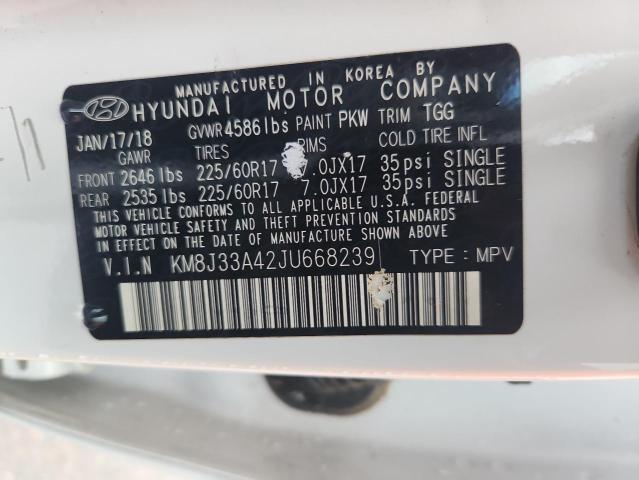 MANUFACTURED IN KOREA BY
HYUNDAI MOTOR COMPANY
JAN/17/18 GVWR 4586 lbs PAINT PKW TRIM TGG
GAWR TIRES RIMS COLD TIRE INFL
FRONT 2646 lbs 225/60R17 7.0JX17 35psi SINGLE
REAR 2535 lbs 225/60R17 7.0JX17 35psi SINGLE
THIS VEHICLE CONFORMS TO ALL APPLICABLE U.S.A. FEDERAL
MOTOR VEHICLE SAFETY AND THEFT PREVENTION STANDARDS
IN EFFECT ON THE DATE OF MANUFACTURE SHOWN ABOVE.
V.I.N KM8J33A42JU668239 TYPE : MPV